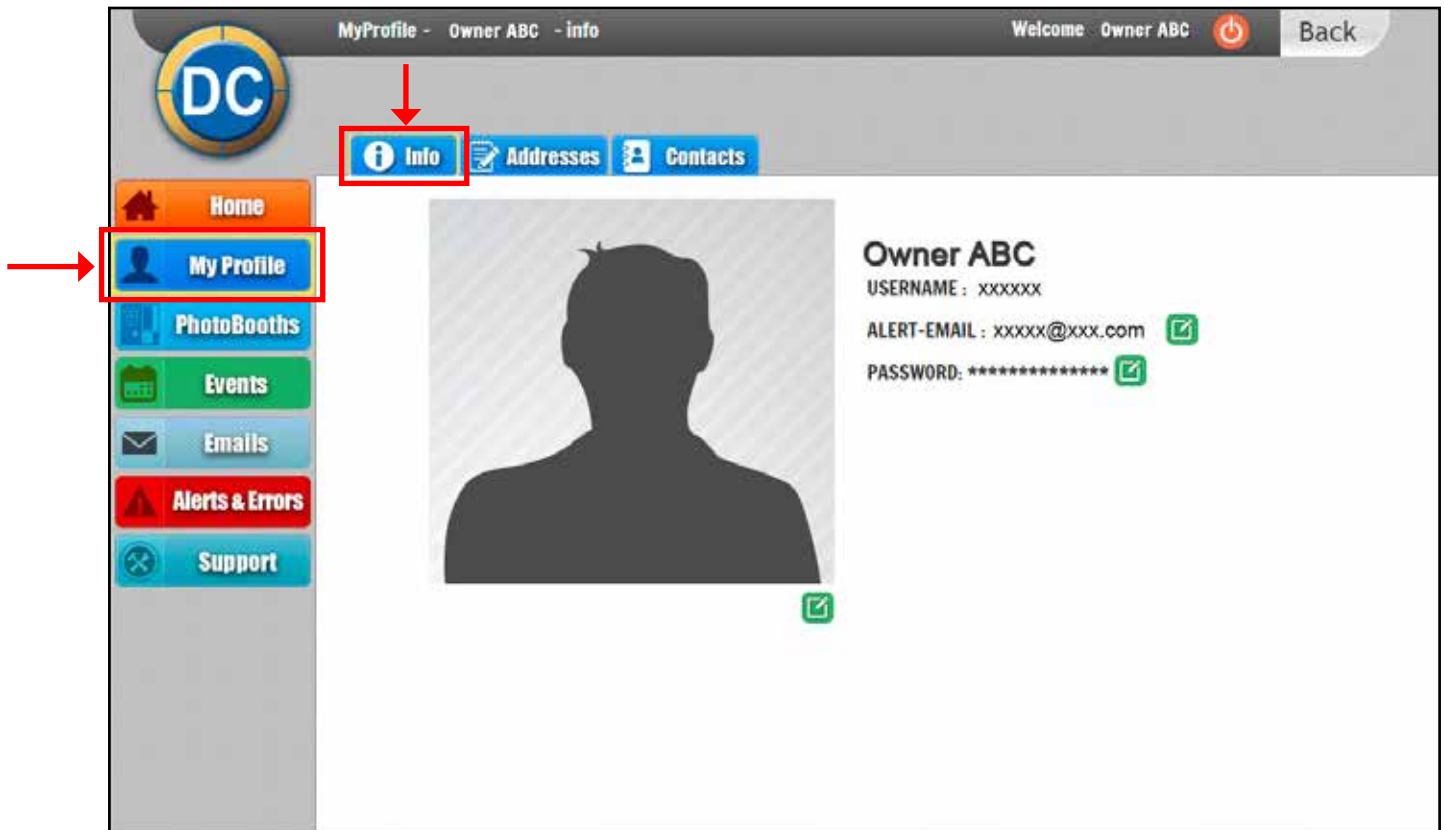 MyProfile - Owner ABC - info
Welcome Owner ABC
Back
DC
Info
Addresses
Contacts
Home
My Profile
PhotoBooths
Events
Emails
Alerts & Errors
Support
Owner ABC
USERNAME : xxxxxx
ALERT-EMAIL : xxxxx@xxx.com
PASSWORD: **************